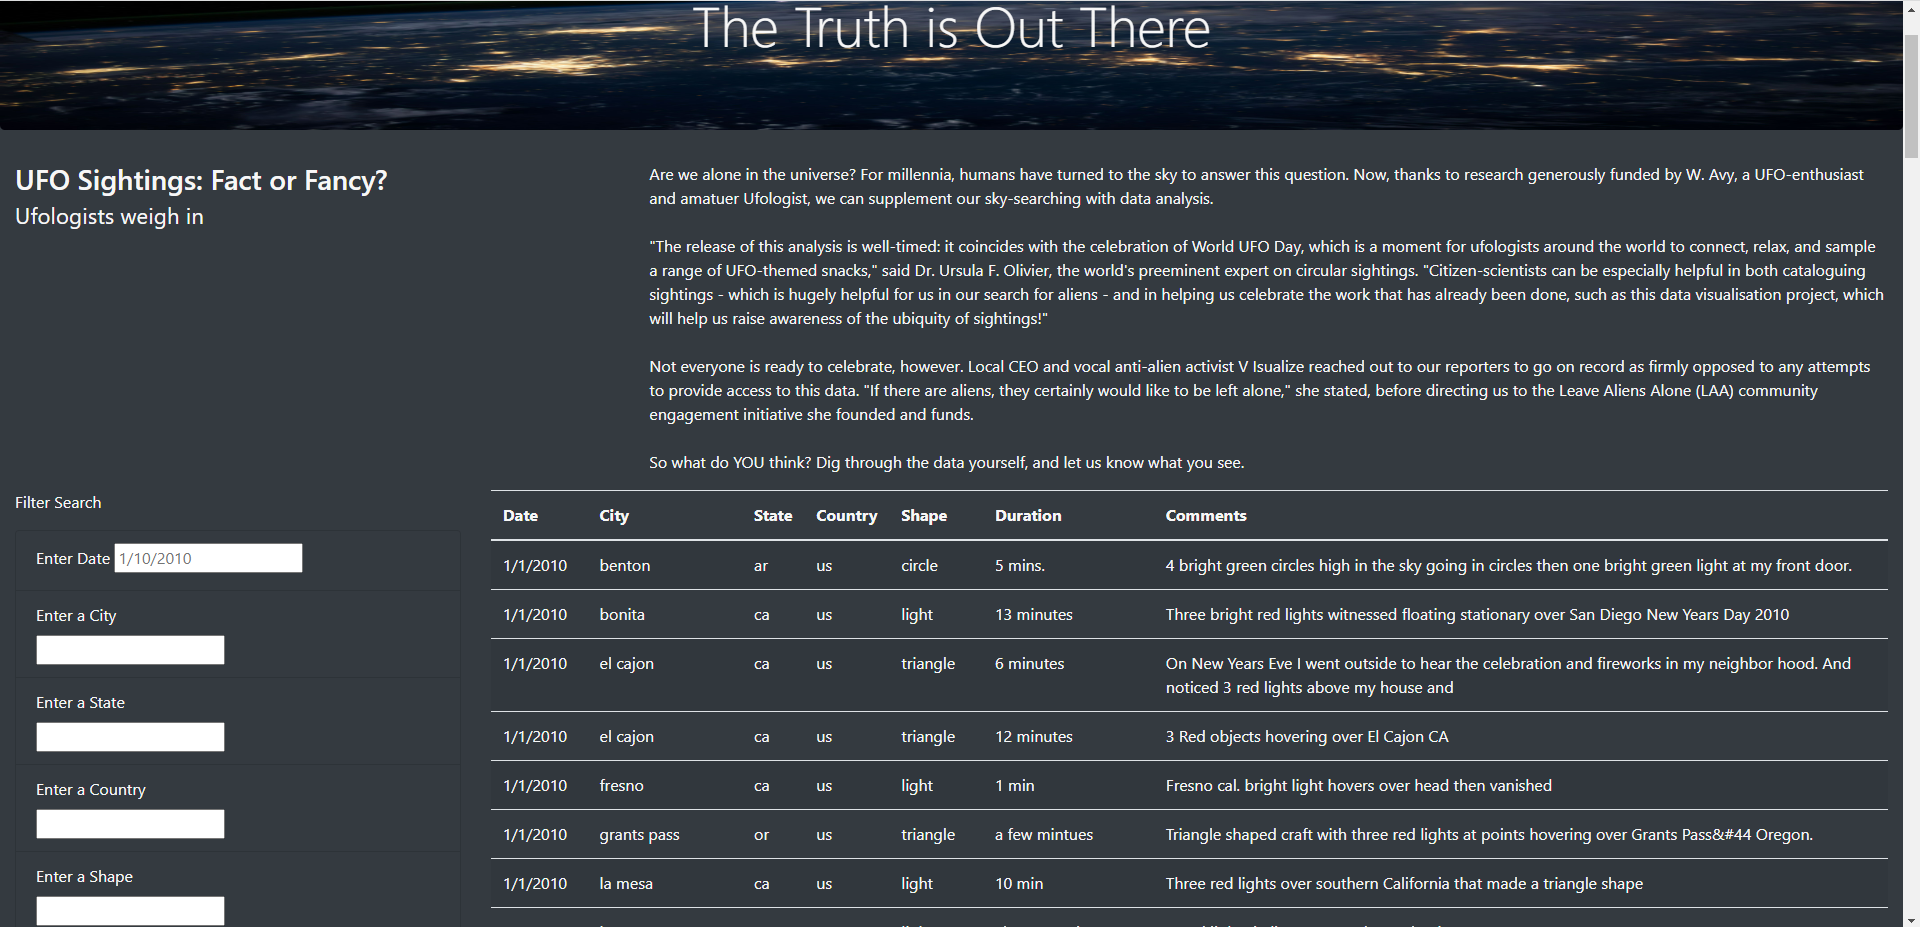 The Truth is Out There
UFO Sightings: Fact or Fancy?
Ufologists weigh in
Are we alone in the universe? For millennia, humans have turned to the sky to answer this question. Now, thanks to research generously funded by W. Avy, a UFO-enthusiast
and amatuer Ufologist, we can supplement our sky-searching with data analysis.
"The release of this analysis is well-timed: it coincides with the celebration of World UFO Day, which is a moment for ufologists around the world to connect, relax, and sample
a range of UFO-themed snacks," said Dr. Ursula F. Olivier, the world's preeminent expert on circular sightings. "Citizen-scientists can be especially helpful in both cataloguing
sightings - which is hugely helpful for us in our search for aliens - and in helping us celebrate the work that has already been done, such as this data visualisation project, which
will help us raise awareness of the ubiquity of sightings!"
Not everyone is ready to celebrate, however. Local CEO and vocal anti-alien activist V Isualize reached out to our reporters to go on record as firmly opposed to any attempts
to provide access to this data. "If there are aliens, they certainly would like to be left alone," she stated, before directing us to the Leave Aliens Alone (LAA) community
engagement initiative she founded and funds.
So what do YOU think? Dig through the data yourself, and let us know what you see.
Filter Search
Enter Date 1/10/2010
Enter a City
Enter a State
Enter a Country
Enter a Shape
Date City State Country Shape Duration Comments
1/1/2010 benton ar us circle 5 mins. 4 bright green circles high in the sky going in circles then one bright green light at my front door.
1/1/2010 bonita ca us light 13 minutes Three bright red lights witnessed floating stationary over San Diego New Years Day 2010
1/1/2010 el cajon ca us triangle 6 minutes On New Years Eve I went outside to hear the celebration and fireworks in my neighbor hood. And
noticed 3 red lights above my house and
1/1/2010 el cajon ca us triangle 12 minutes 3 Red objects hovering over El Cajon CA
1/1/2010 fresno ca us light 1 min Fresno cal. bright light hovers over head then vanished
1/1/2010 grants pass or us triangle a few mintues Triangle shaped craft with three red lights at points hovering over Grants Pass&#44 Oregon.
1/1/2010 la mesa ca us light 10 min Three red lights over southern California that made a triangle shape